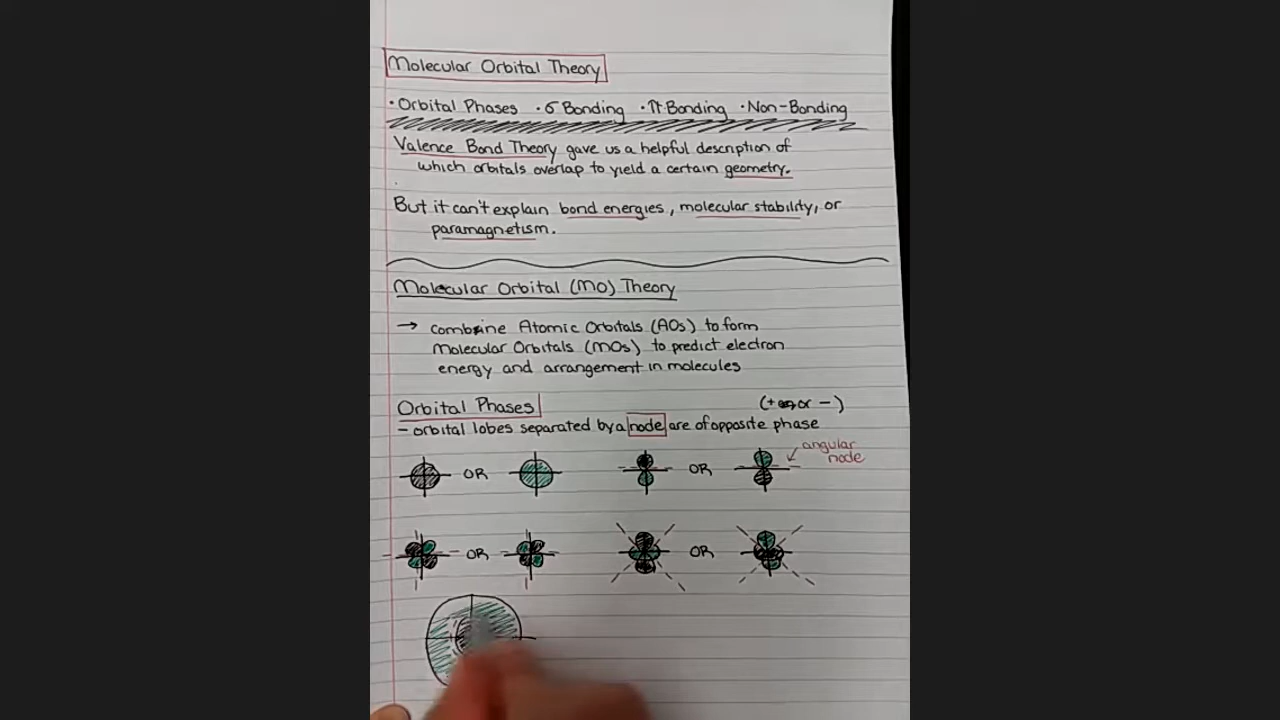 Molecular Orbital Theory
• Orbital Phases • σ Bonding • π Bonding • Non-Bonding
Valence Bond Theory gave us a helpful description of
which orbitals overlap to yield a certain geometry.
But it can't explain bond energies, molecular stability, or
paramagnetism.
Molecular Orbital (MO) Theory
→ combine Atomic Orbitals (AOs) to form
Molecular Orbitals (MOs) to predict electron
energy and arrangement in molecules
Orbital Phases (+ or −)
- orbital lobes separated by a node are of opposite phase
OR OR angular
node
OR OR